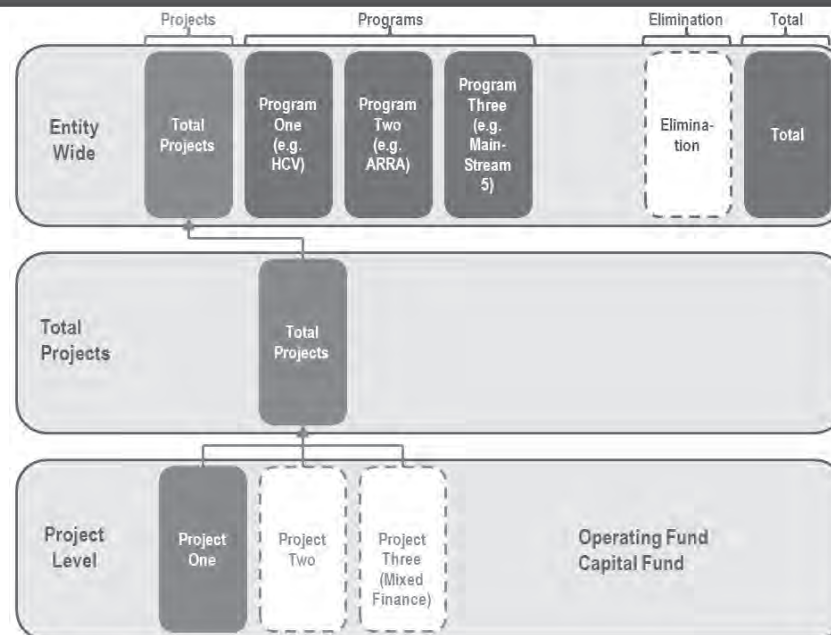 Projects
Programs
Elimination
Total
Entity
Wide
Total
Projects
Program
One
(e.g.
HCV)
Program
Two
(e.g.
ARRA)
Program
Three
(e.g.
Main-
Stream
5)
Elimina-
tion
Total
Total
Projects
Total
Projects
Project
Level
Project
One
Project
Two
Project
Three
(Mixed
Finance)
Operating Fund
Capital Fund